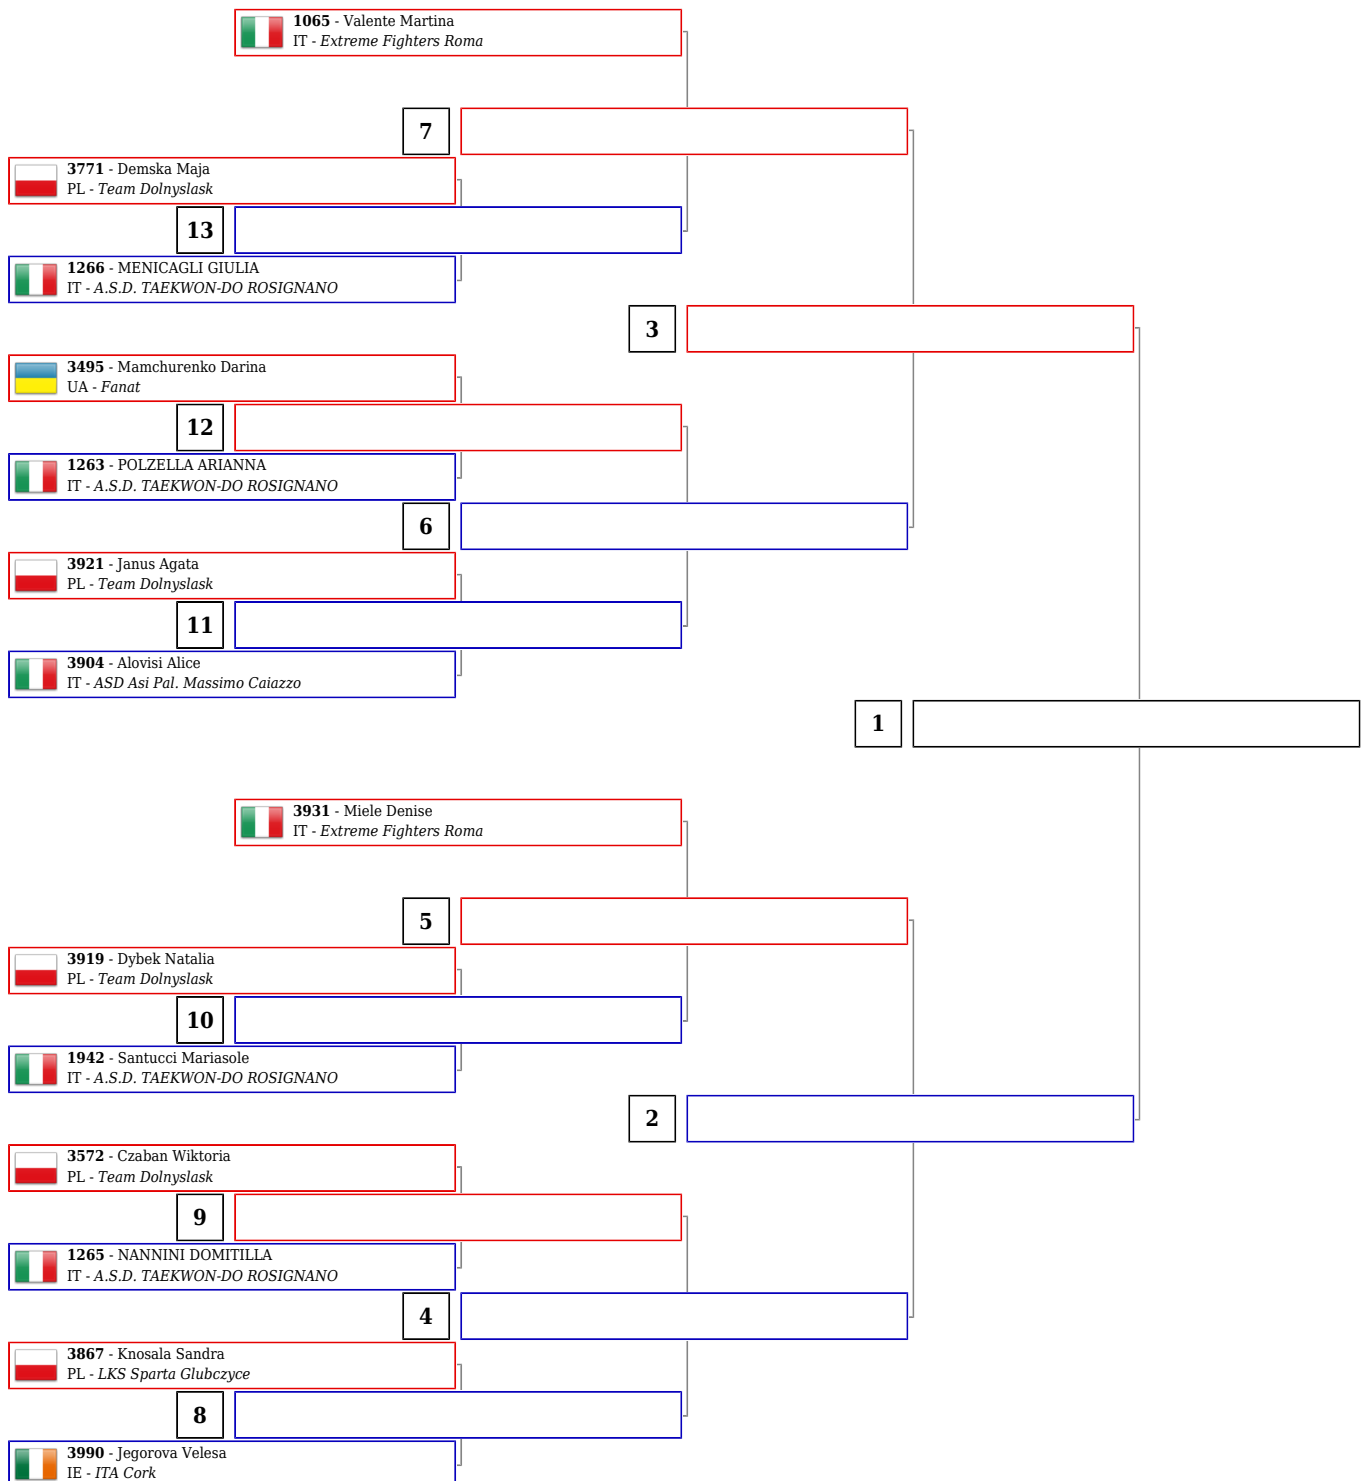 1065 - Valente Martina
IT - Extreme Fighters Roma
7
3771 - Demska Maja
PL - Team Dolnyslask
13
1266 - MENICAGLI GIULIA
IT - A.S.D. TAEKWON-DO ROSIGNANO
3
3495 - Mamchurenko Darina
UA - Fanat
12
1263 - POLZELLA ARIANNA
IT - A.S.D. TAEKWON-DO ROSIGNANO
6
3921 - Janus Agata
PL - Team Dolnyslask
11
3904 - Alovisi Alice
IT - ASD Asi Pal. Massimo Caiazzo
1
3931 - Miele Denise
IT - Extreme Fighters Roma
5
3919 - Dybek Natalia
PL - Team Dolnyslask
10
1942 - Santucci Mariasole
IT - A.S.D. TAEKWON-DO ROSIGNANO
2
3572 - Czaban Wiktoria
PL - Team Dolnyslask
9
1265 - NANNINI DOMITILLA
IT - A.S.D. TAEKWON-DO ROSIGNANO
4
3867 - Knosala Sandra
PL - LKS Sparta Glubczyce
8
3990 - Jegorova Velesa
IE - ITA Cork